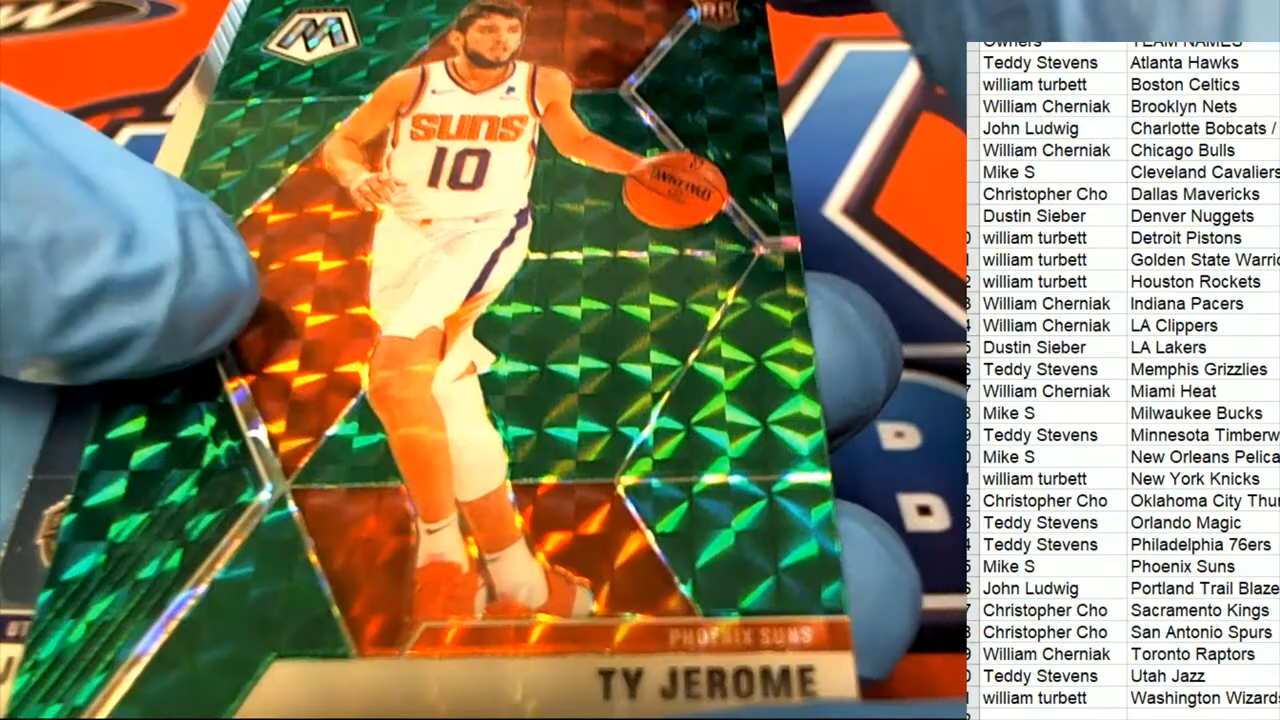 M
RC
SUNS
10
PHOENIX SUNS
TY JEROME
Owners TEAM NAMES
Teddy Stevens Atlanta Hawks
william turbett Boston Celtics
William Cherniak Brooklyn Nets
John Ludwig Charlotte Bobcats /
William Cherniak Chicago Bulls
Mike S Cleveland Cavaliers
Christopher Cho Dallas Mavericks
Dustin Sieber Denver Nuggets
william turbett Detroit Pistons
william turbett Golden State Warrio
william turbett Houston Rockets
William Cherniak Indiana Pacers
William Cherniak LA Clippers
Dustin Sieber LA Lakers
Teddy Stevens Memphis Grizzlies
William Cherniak Miami Heat
Mike S Milwaukee Bucks
Teddy Stevens Minnesota Timberw
Mike S New Orleans Pelica
william turbett New York Knicks
Christopher Cho Oklahoma City Thu
Teddy Stevens Orlando Magic
Teddy Stevens Philadelphia 76ers
Mike S Phoenix Suns
John Ludwig Portland Trail Blaze
Christopher Cho Sacramento Kings
Christopher Cho San Antonio Spurs
William Cherniak Toronto Raptors
Teddy Stevens Utah Jazz
william turbett Washington Wizard